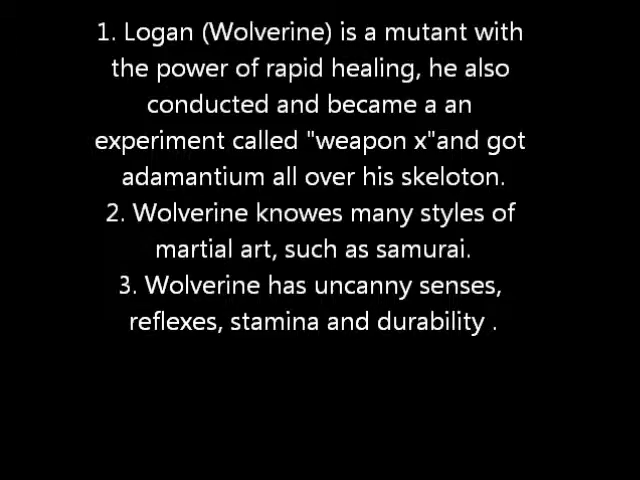 1. Logan (Wolverine) is a mutant with
the power of rapid healing, he also
conducted and became a an
experiment called "weapon x"and got
adamantium all over his skeloton.
2. Wolverine knowes many styles of
martial art, such as samurai.
3. Wolverine has uncanny senses,
reflexes, stamina and durability .